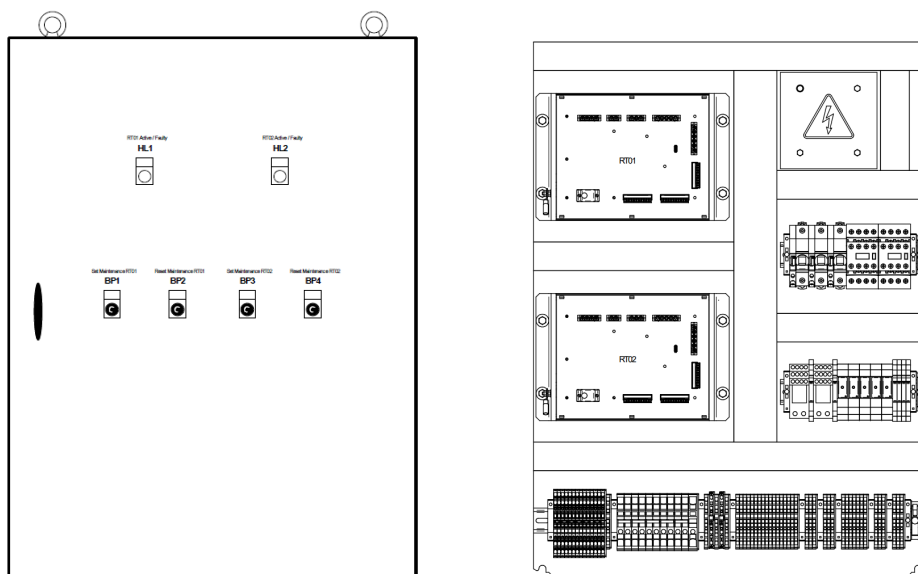 RT01 Active / Faulty
HL1
RT02 Active / Faulty
HL2
Set Maintenance RT01
BP1
Reset Maintenance RT01
BP2
Set Maintenance RT02
BP3
Reset Maintenance RT02
BP4
RT01
RT02